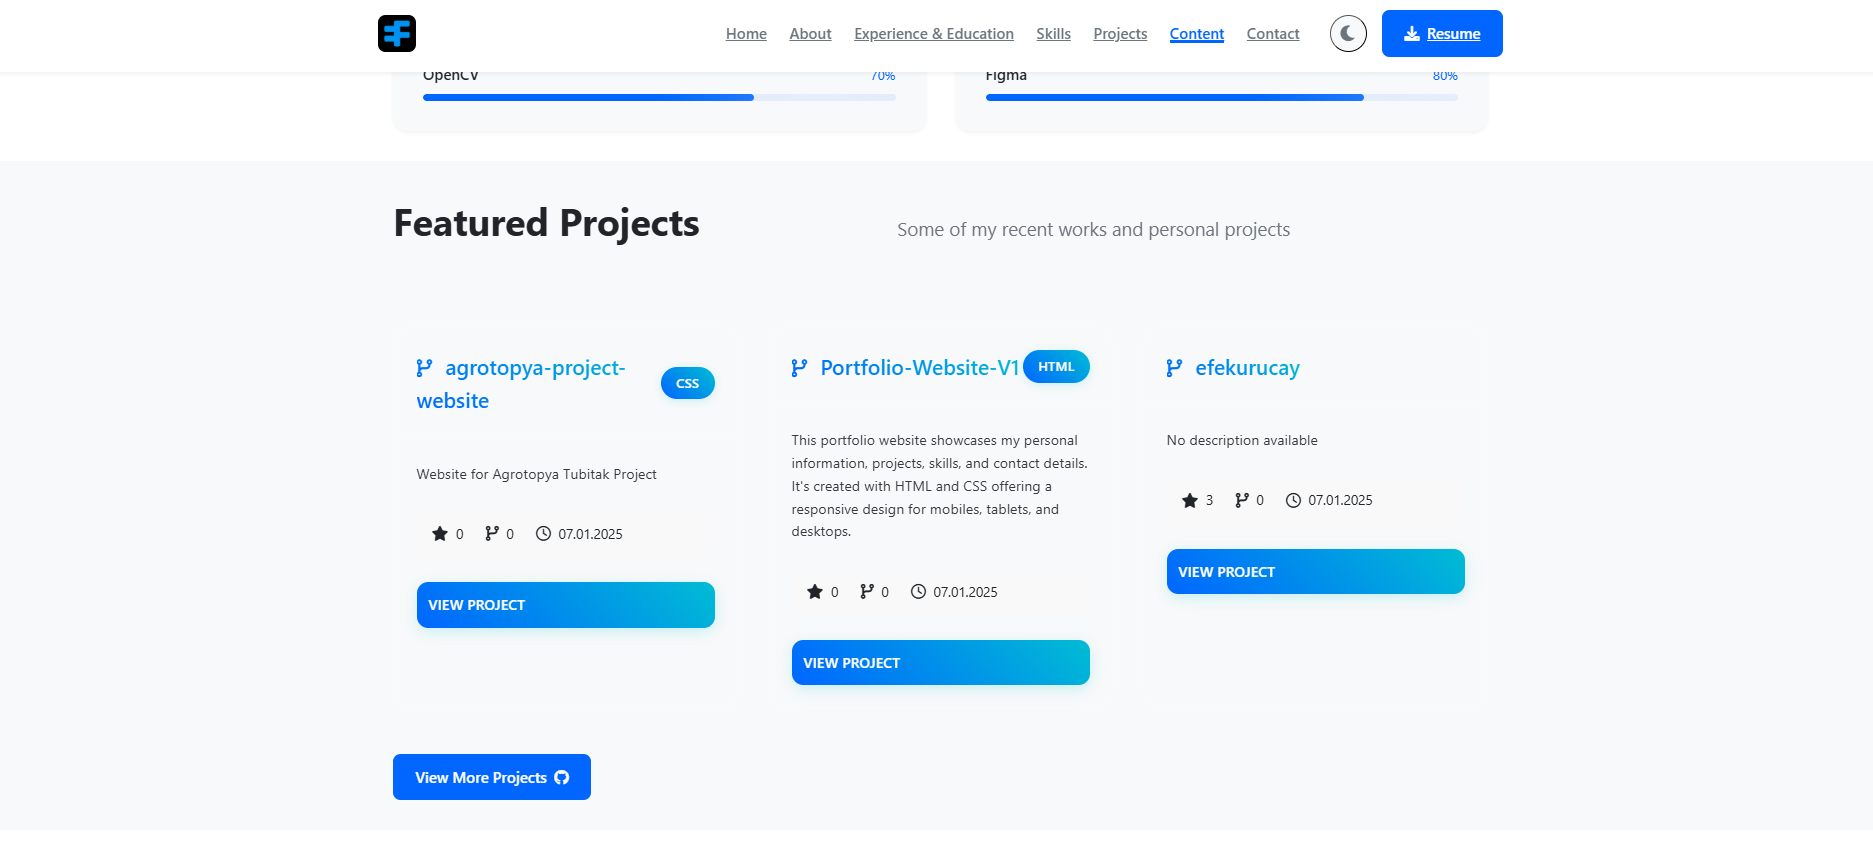 Home About Experience & Education Skills Projects Content Contact Resume
OpenCV 70% Figma 80%
Featured Projects
Some of my recent works and personal projects
agrotopya-project-
website
CSS
Website for Agrotopya Tubitak Project
0 0 07.01.2025
VIEW PROJECT
Portfolio-Website-V1
HTML
This portfolio website showcases my personal
information, projects, skills, and contact details.
It's created with HTML and CSS offering a
responsive design for mobiles, tablets, and
desktops.
0 0 07.01.2025
VIEW PROJECT
efekurucay
No description available
3 0 07.01.2025
VIEW PROJECT
View More Projects